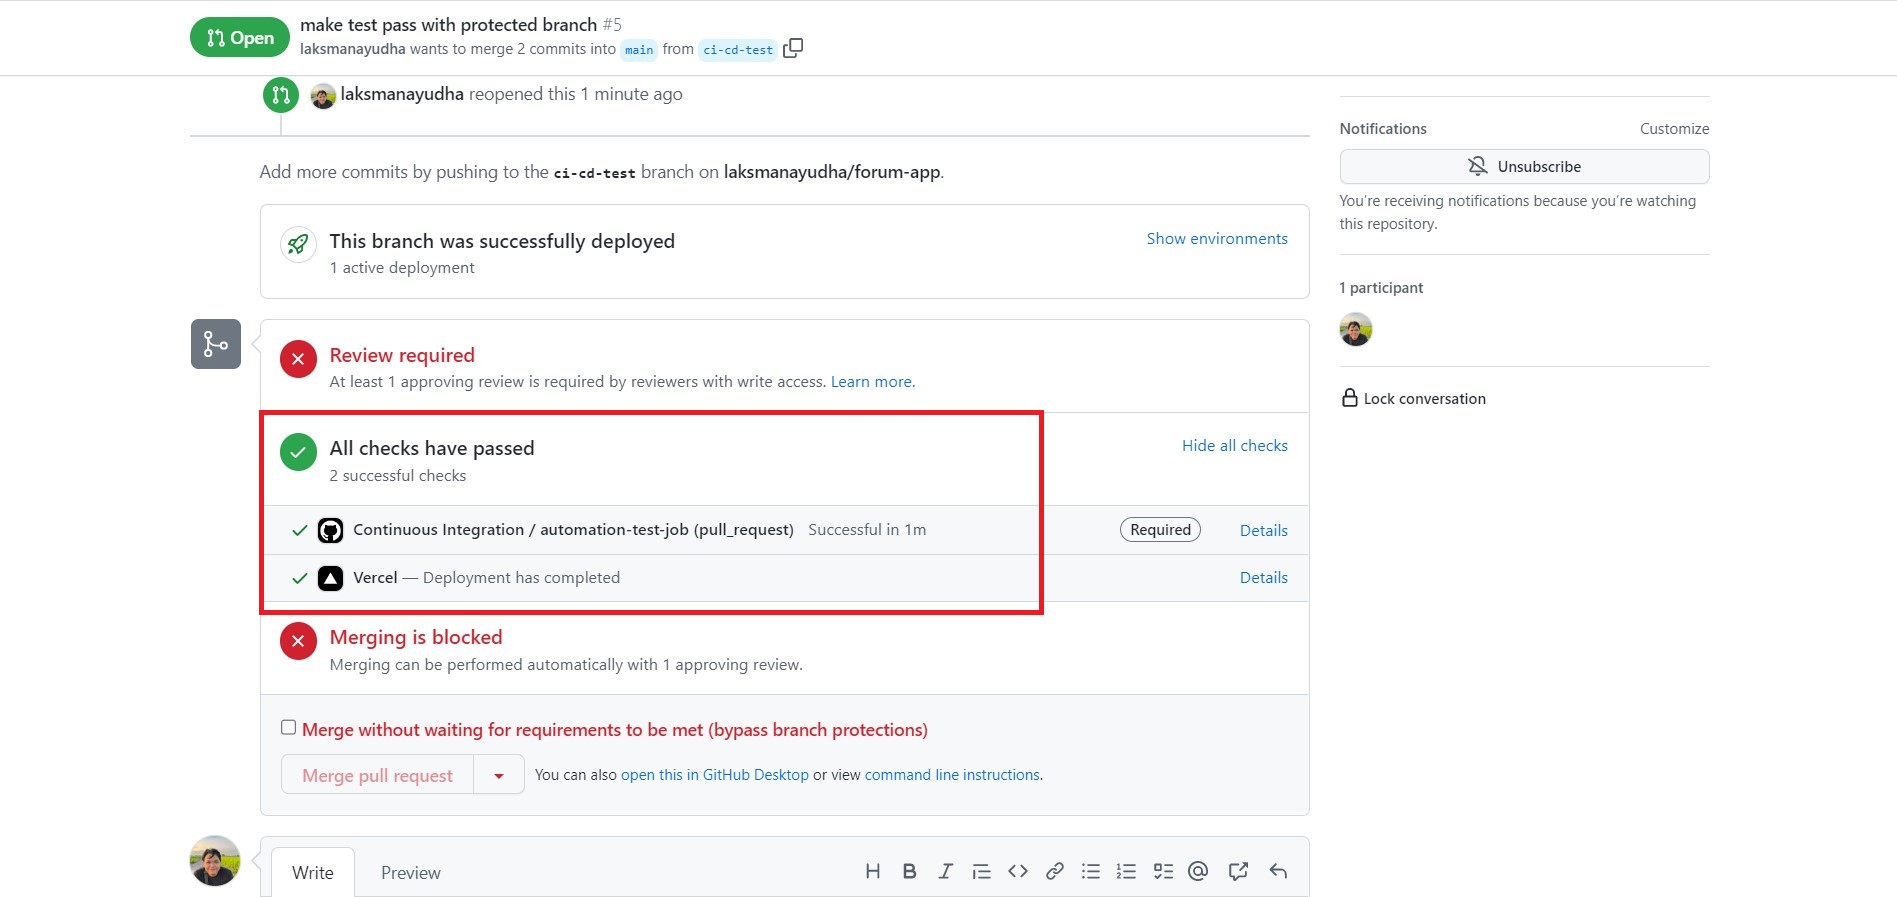 Open
make test pass with protected branch #5
laksmanayudha wants to merge 2 commits into main from ci-cd-test
laksmanayudha reopened this 1 minute ago
Add more commits by pushing to the ci-cd-test branch on laksmanayudha/forum-app.
This branch was successfully deployed
Show environments
1 active deployment
Review required
At least 1 approving review is required by reviewers with write access. Learn more.
All checks have passed
Hide all checks
2 successful checks
Continuous Integration / automation-test-job (pull_request) Successful in 1m Required Details
Vercel — Deployment has completed Details
Merging is blocked
Merging can be performed automatically with 1 approving review.
Merge without waiting for requirements to be met (bypass branch protections)
Merge pull request You can also open this in GitHub Desktop or view command line instructions.
Write Preview H B I
Notifications Customize
Unsubscribe
You're receiving notifications because you're watching
this repository.
1 participant
Lock conversation